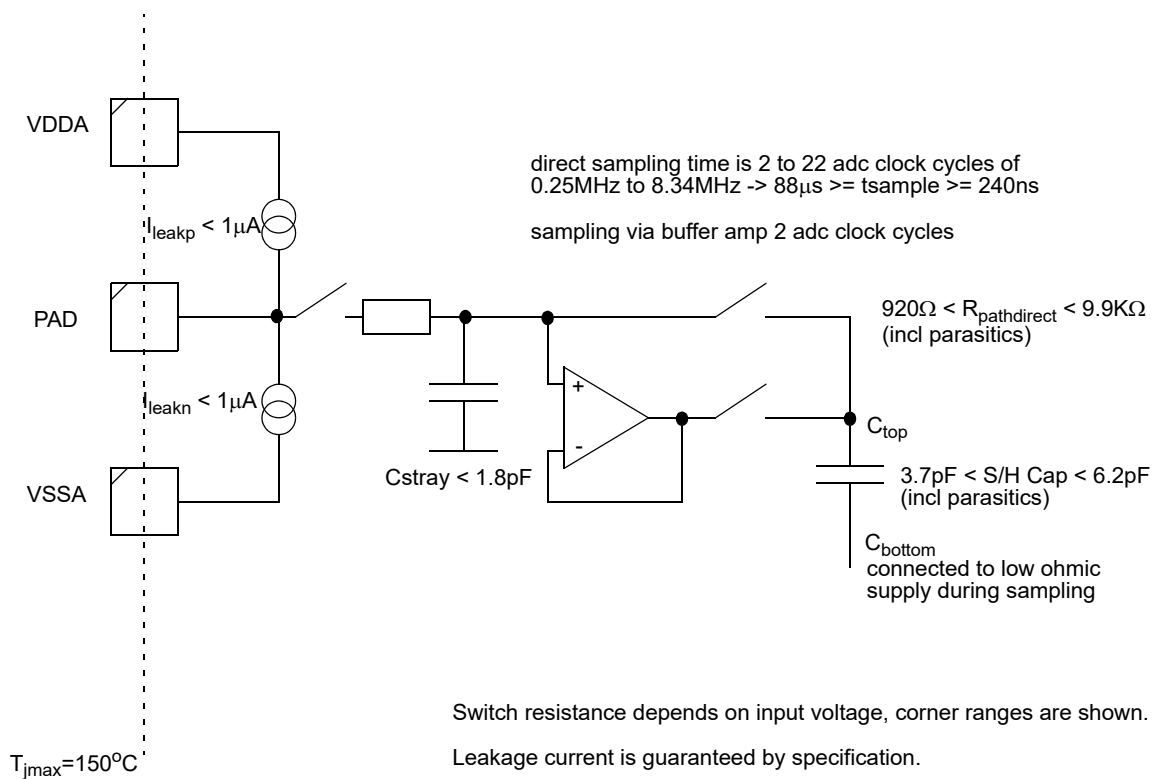 VDDA
direct sampling time is 2 to 22 adc clock cycles of
0.25MHz to 8.34MHz -> 88μs >= tsample >= 240ns
Ileakp < 1μA
sampling via buffer amp 2 adc clock cycles
PAD
920Ω < Rpathdirect < 9.9KΩ
(incl parasitics)
Ileakn < 1μA
+
-
Ctop
Cstray < 1.8pF
3.7pF < S/H Cap < 6.2pF
(incl parasitics)
VSSA
Cbottom
connected to low ohmic
supply during sampling
Switch resistance depends on input voltage, corner ranges are shown.
Leakage current is guaranteed by specification.
Tjmax=150°C